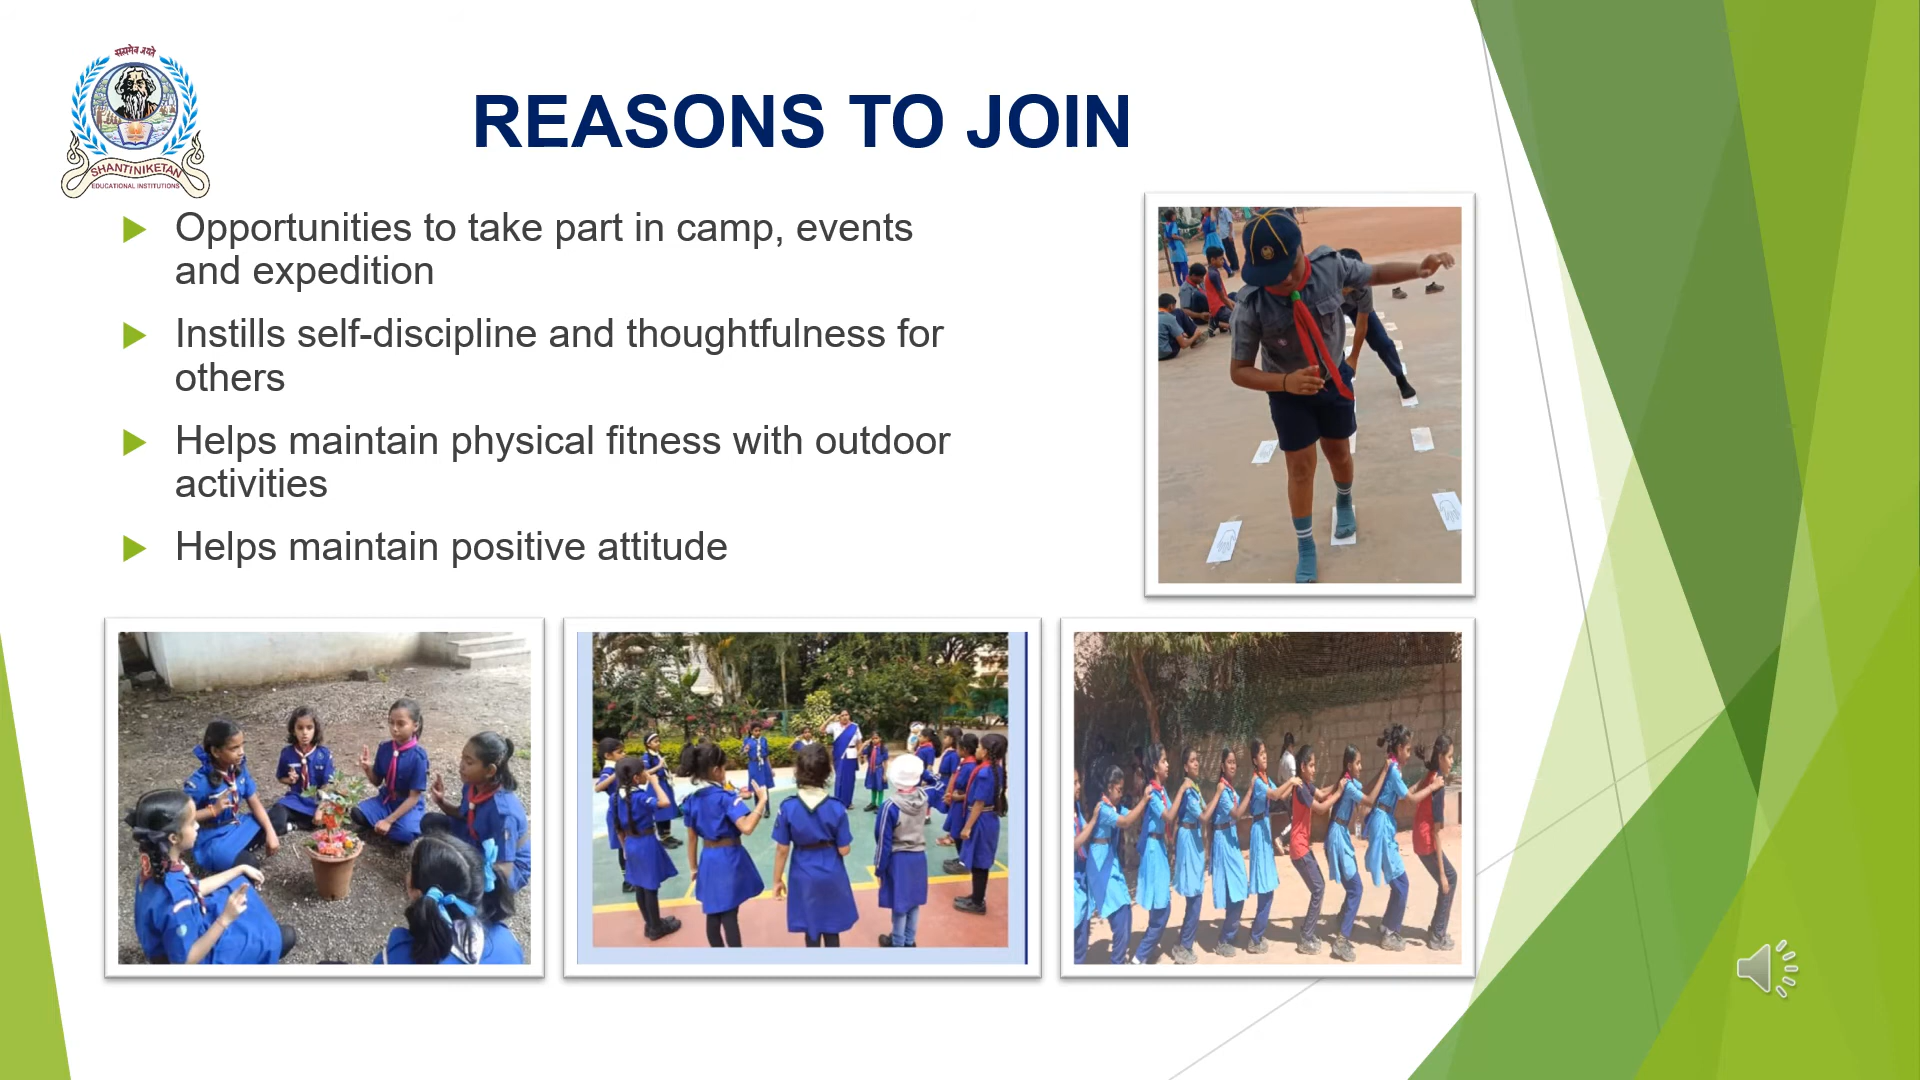 सत्यमेव जयते
SHANTINIKETAN
EDUCATIONAL INSTITUTIONS
REASONS TO JOIN
Opportunities to take part in camp, events
and expedition
Instills self-discipline and thoughtfulness for
others
Helps maintain physical fitness with outdoor
activities
Helps maintain positive attitude